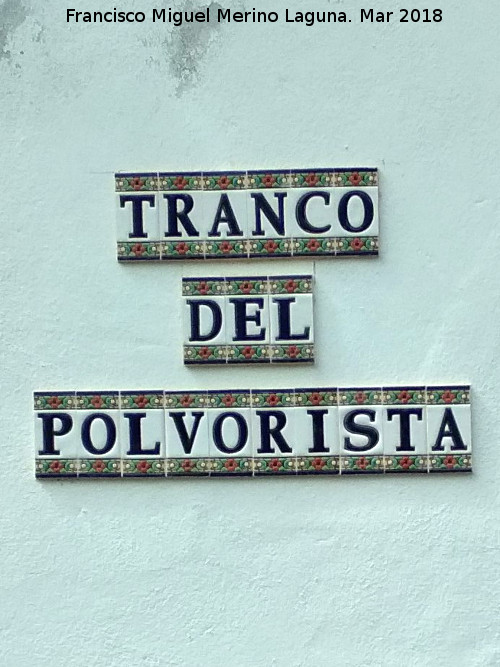 Francisco Miguel Merino Laguna. Mar 2018
TRANCO
DEL
POLVORISTA